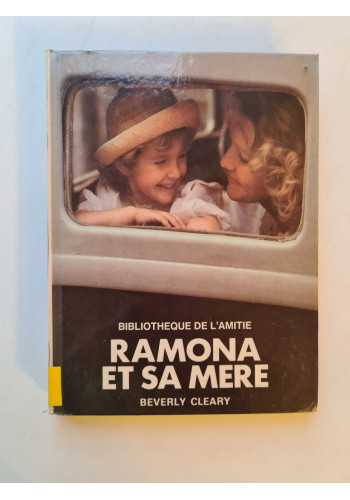 BIBLIOTHEQUE DE L'AMITIE
RAMONA
ET SA MERE
BEVERLY CLEARY